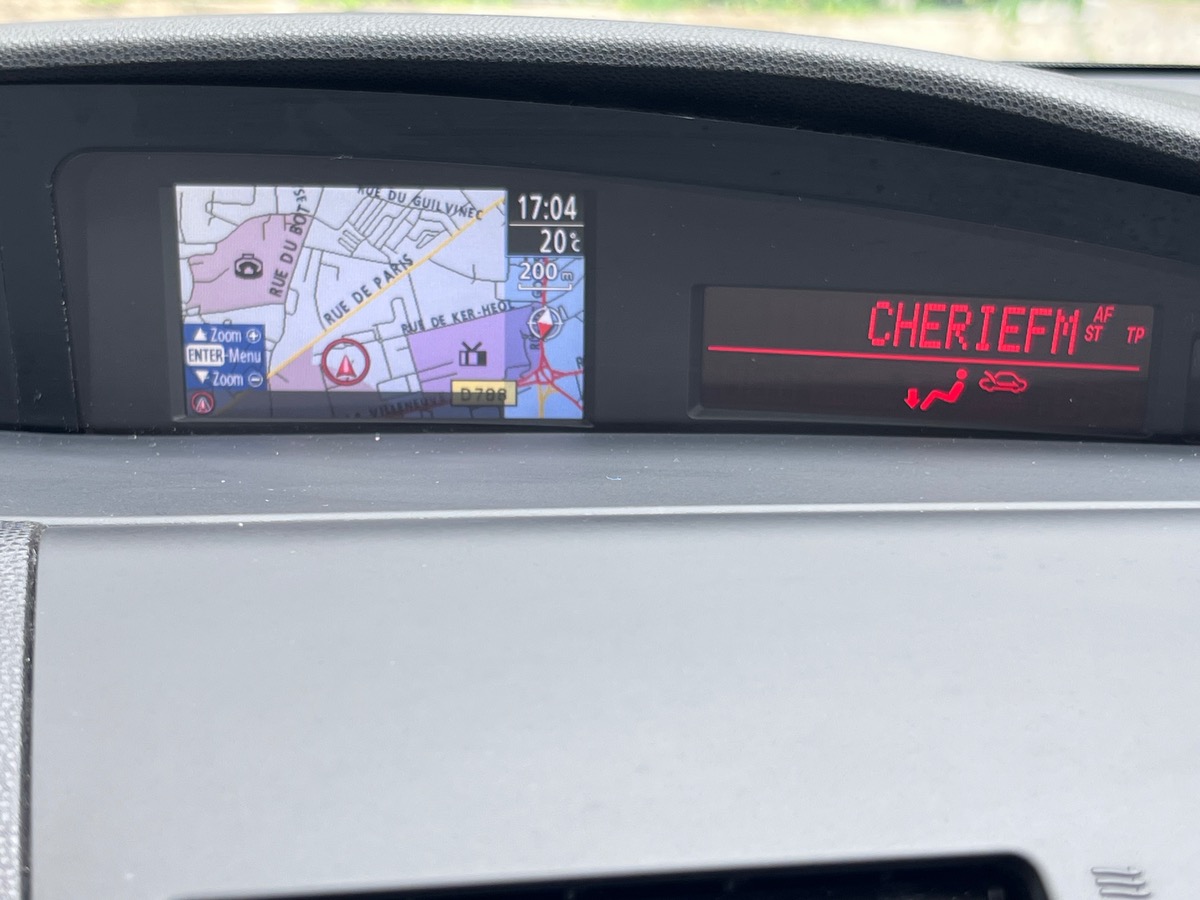 RUE DU GUILVINEC
17:04
20°C
200m
RUE DU BOT
RUE DE PARIS
RUE DE KER-HEOL
Zoom
ENTER-Menu
Zoom
D788
CHERIEFM
AF
ST
TP